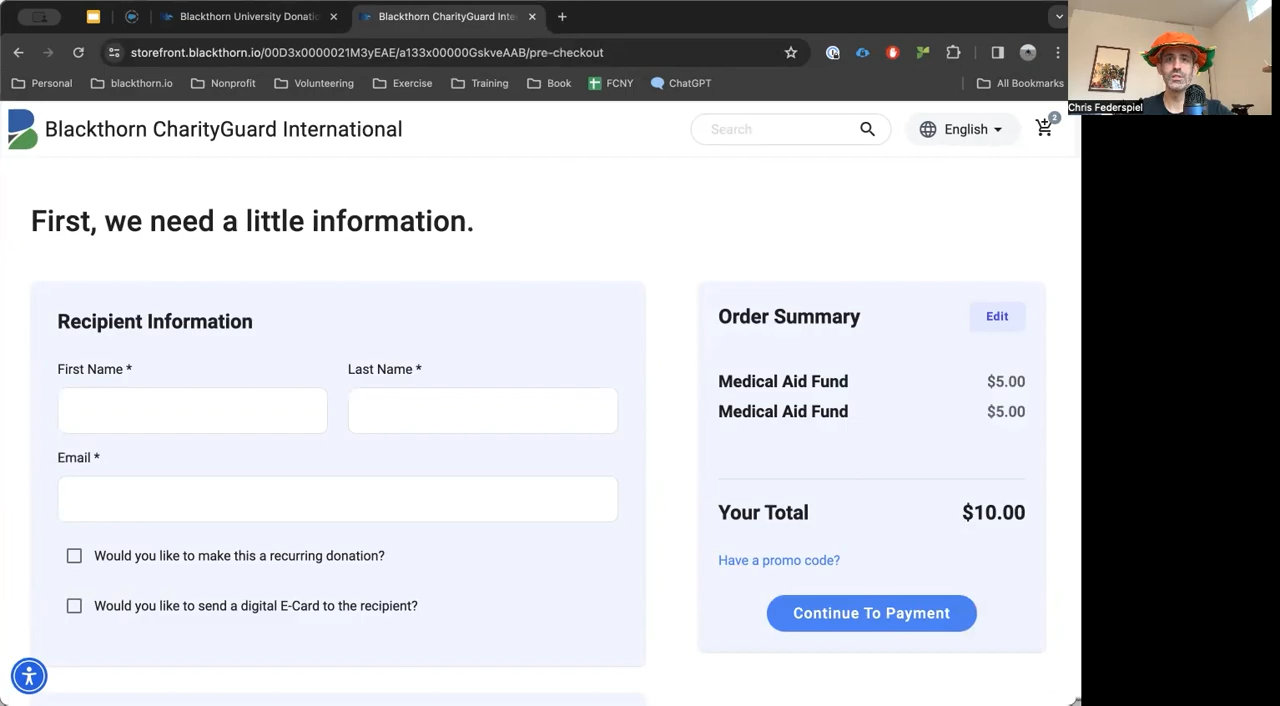 Blackthorn University Donati
Blackthorn CharityGuard Inte
storefront.blackthorn.io/00D3x0000021M3yEAE/a133x00000GseieAAB/pre-checkout
Personal
blackthorn.io
Nonprofit
Volunteering
Exercise
Training
Book
FCNY
ChatGPT
All Bookmarks
Chris Federspiel
Blackthorn CharityGuard International
Search
English
2
First, we need a little information.
Recipient Information
First Name *
Last Name *
Email *
Would you like to make this a recurring donation?
Would you like to send a digital E-Card to the recipient?
Order Summary
Edit
Medical Aid Fund $5.00
Medical Aid Fund $5.00
Your Total $10.00
Have a promo code?
Continue To Payment